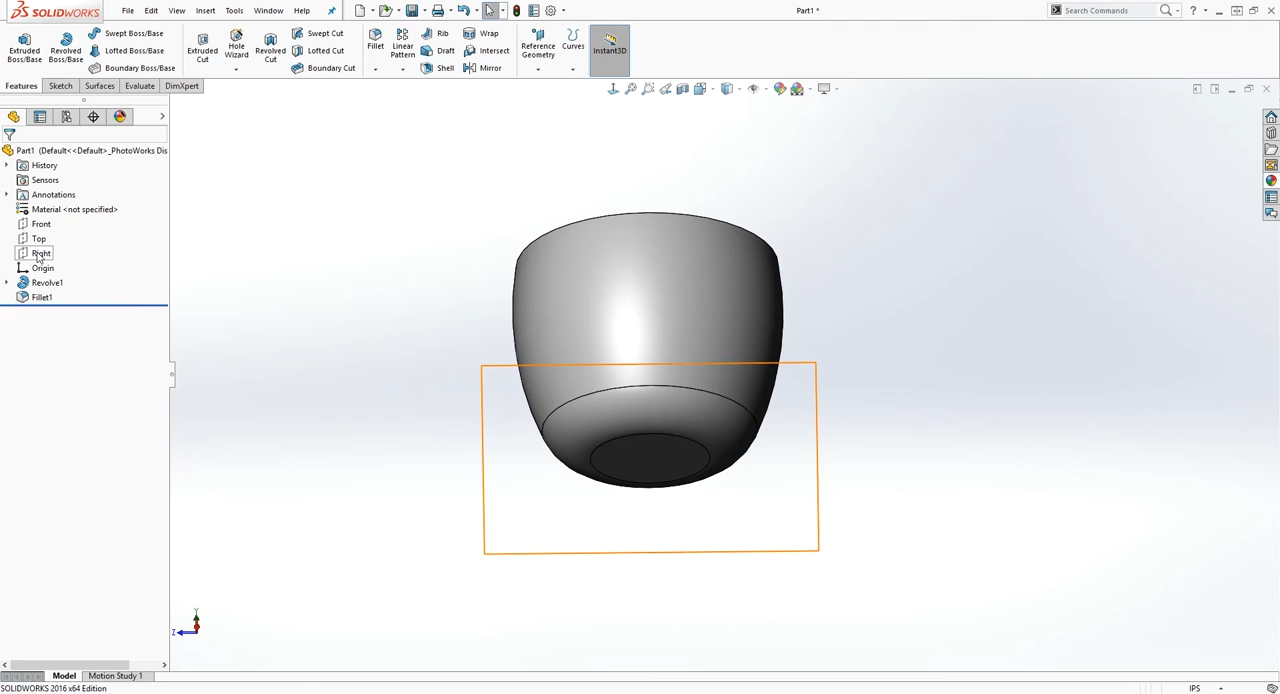 SOLIDWORKS
File Edit View Insert Tools Window Help
Part1 *
Search Commands
Extruded Boss/Base
Revolved Boss/Base
Swept Boss/Base
Lofted Boss/Base
Boundary Boss/Base
Extruded Cut
Hole Wizard
Revolved Cut
Swept Cut
Lofted Cut
Boundary Cut
Fillet
Linear Pattern
Rib
Draft
Shell
Wrap
Intersect
Mirror
Reference Geometry
Curves
Instant3D
Features Sketch Surfaces Evaluate DimXpert
Part1 (Default<<Default>_PhotoWorks Dis
History
Sensors
Annotations
Material <not specified>
Front
Top
Right
Origin
Revolve1
Fillet1
Y
Z
Model Motion Study 1
SOLIDWORKS 2016 x64 Edition
IPS